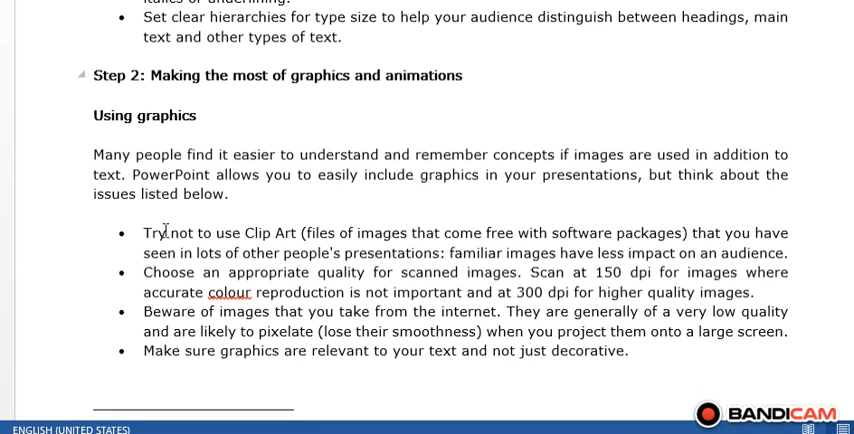 italics or underlining.
• Set clear hierarchies for type size to help your audience distinguish between headings, main
text and other types of text.
Step 2: Making the most of graphics and animations
Using graphics
Many people find it easier to understand and remember concepts if images are used in addition to
text. PowerPoint allows you to easily include graphics in your presentations, but think about the
issues listed below.
• Try not to use Clip Art (files of images that come free with software packages) that you have
seen in lots of other people's presentations: familiar images have less impact on an audience.
• Choose an appropriate quality for scanned images. Scan at 150 dpi for images where
accurate colour reproduction is not important and at 300 dpi for higher quality images.
• Beware of images that you take from the internet. They are generally of a very low quality
and are likely to pixelate (lose their smoothness) when you project them onto a large screen.
• Make sure graphics are relevant to your text and not just decorative.
BANDICAM
ENGLISH (UNITED STATES)